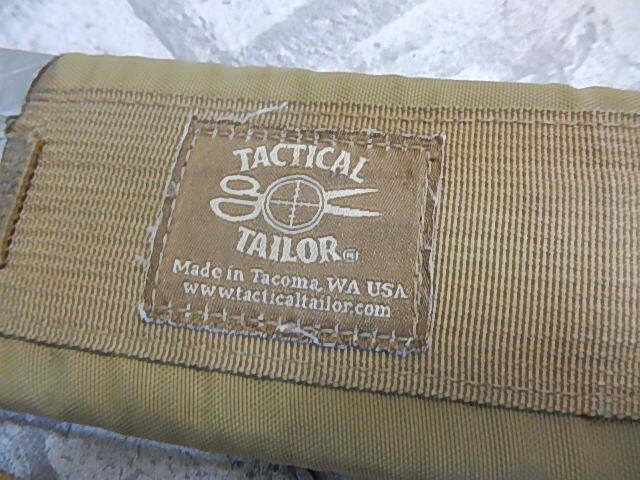 TACTICAL
TAILOR®
Made in Tacoma, WA USA
www.tacticaltailor.com